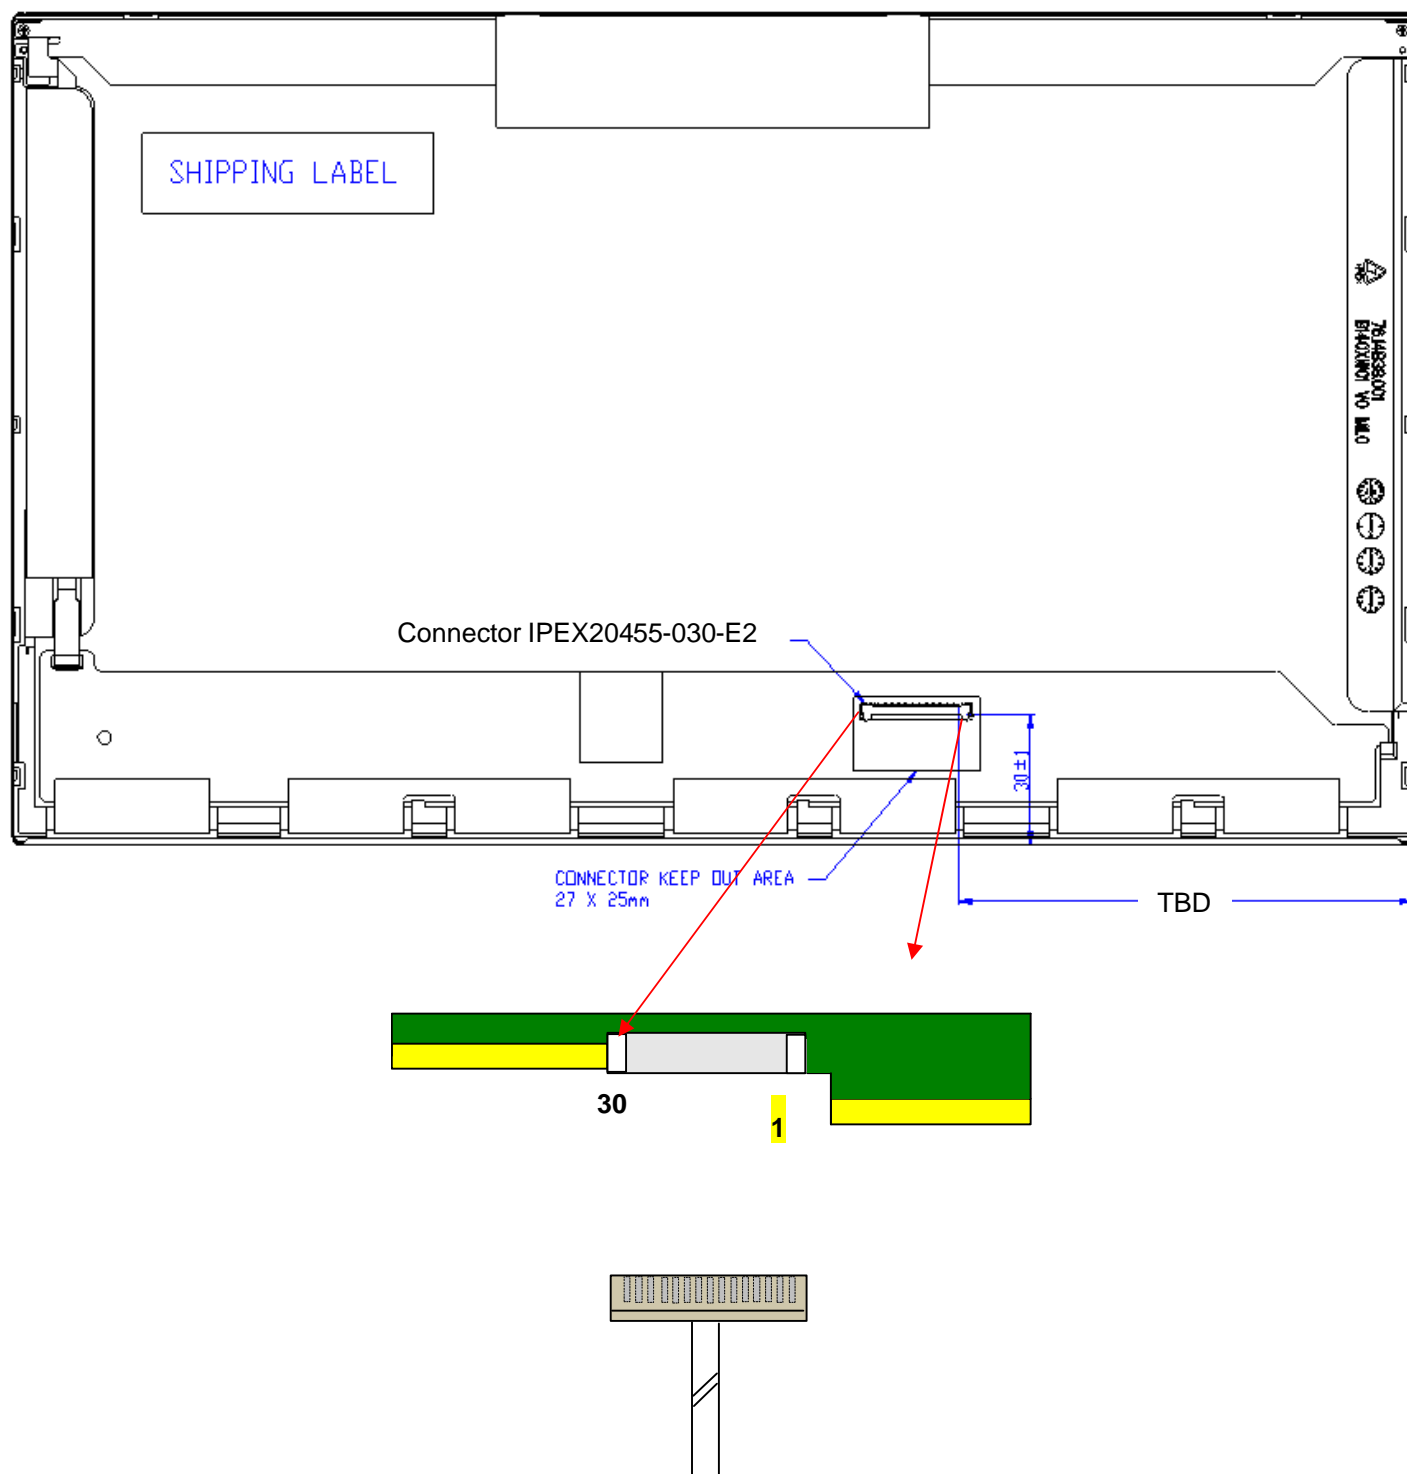 SHIPPING LABEL
Connector IPEX20455-030-E2
30±1
CONNECTOR KEEP OUT AREA
27 X 25mm
TBD
30
1